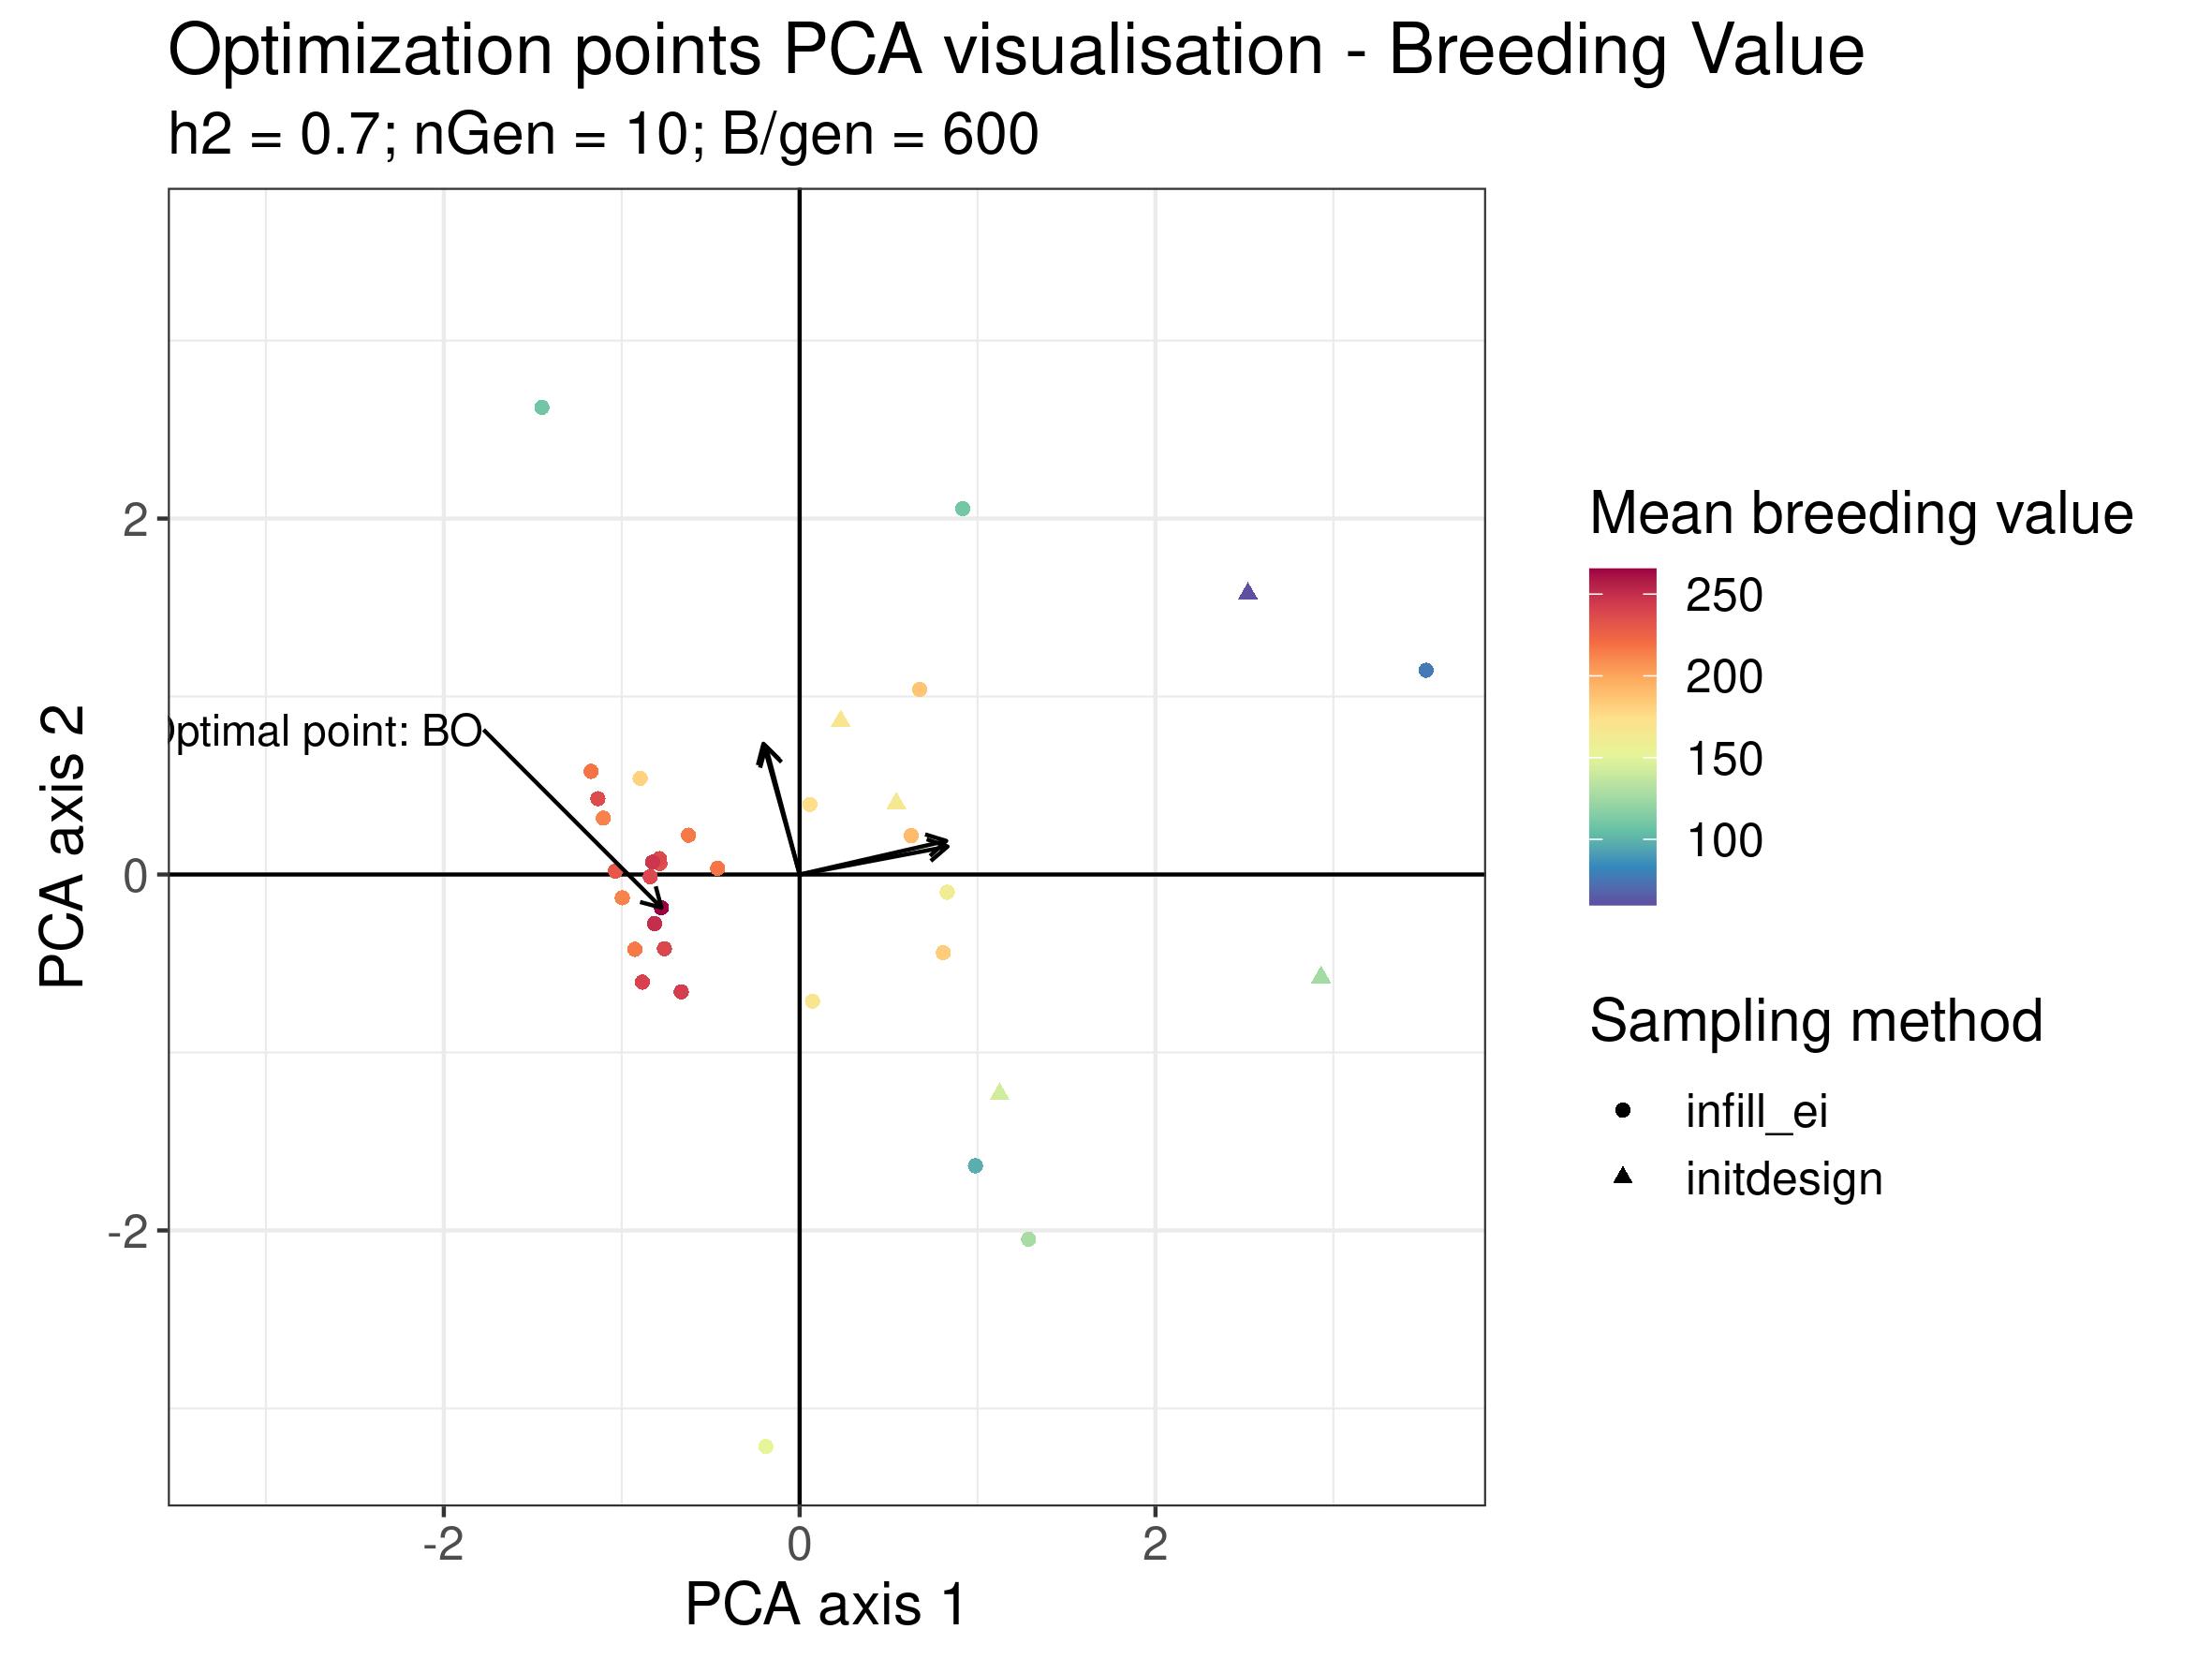 Optimization points PCA visualisation - Breeding Value
h2 = 0.7; nGen = 10; B/gen = 600
PCA axis 2
2
0
-2
Optimal point: BO
-2
0
2
PCA axis 1
Mean breeding value
250
200
150
100
Sampling method
infill_ei
initdesign